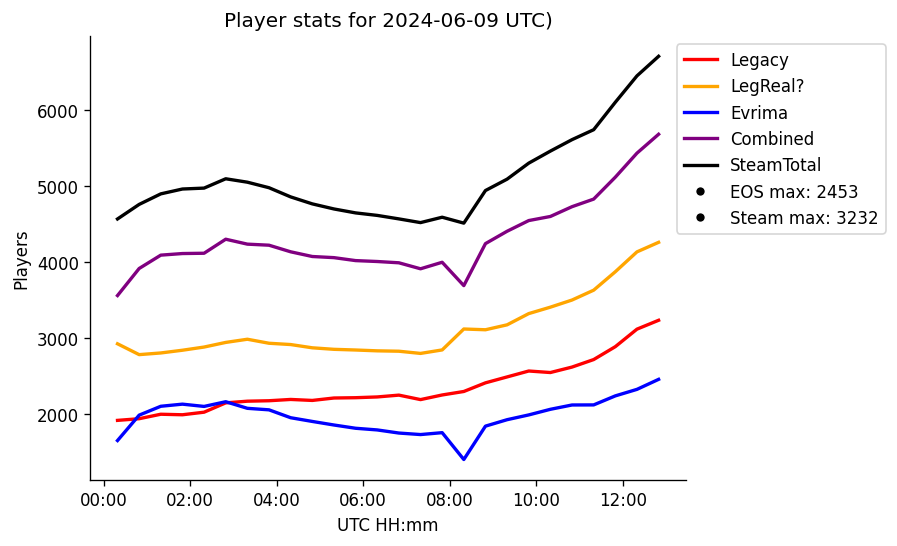 Player stats for 2024-06-09 UTC)
Players
6000
5000
4000
3000
2000
00:00 02:00 04:00 06:00 08:00 10:00 12:00
UTC HH:mm
Legacy
LegReal?
Evrima
Combined
SteamTotal
EOS max: 2453
Steam max: 3232